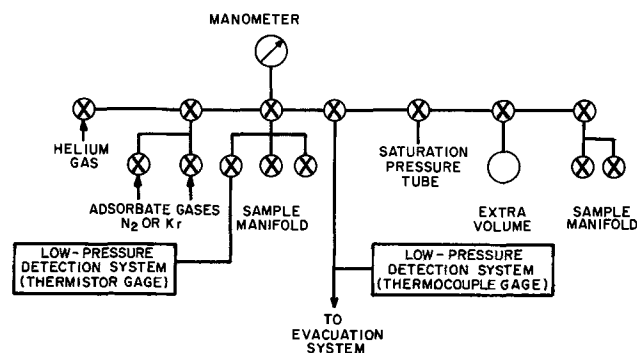 MANOMETER
HELIUM
GAS
ADSORBATE GASES
N2 OR Kr
SAMPLE
MANIFOLD
SATURATION
PRESSURE
TUBE
EXTRA
VOLUME
SAMPLE
MANIFOLD
LOW-PRESSURE
DETECTION SYSTEM
(THERMISTOR GAGE)
LOW-PRESSURE
DETECTION SYSTEM
(THERMOCOUPLE GAGE)
TO
EVACUATION
SYSTEM